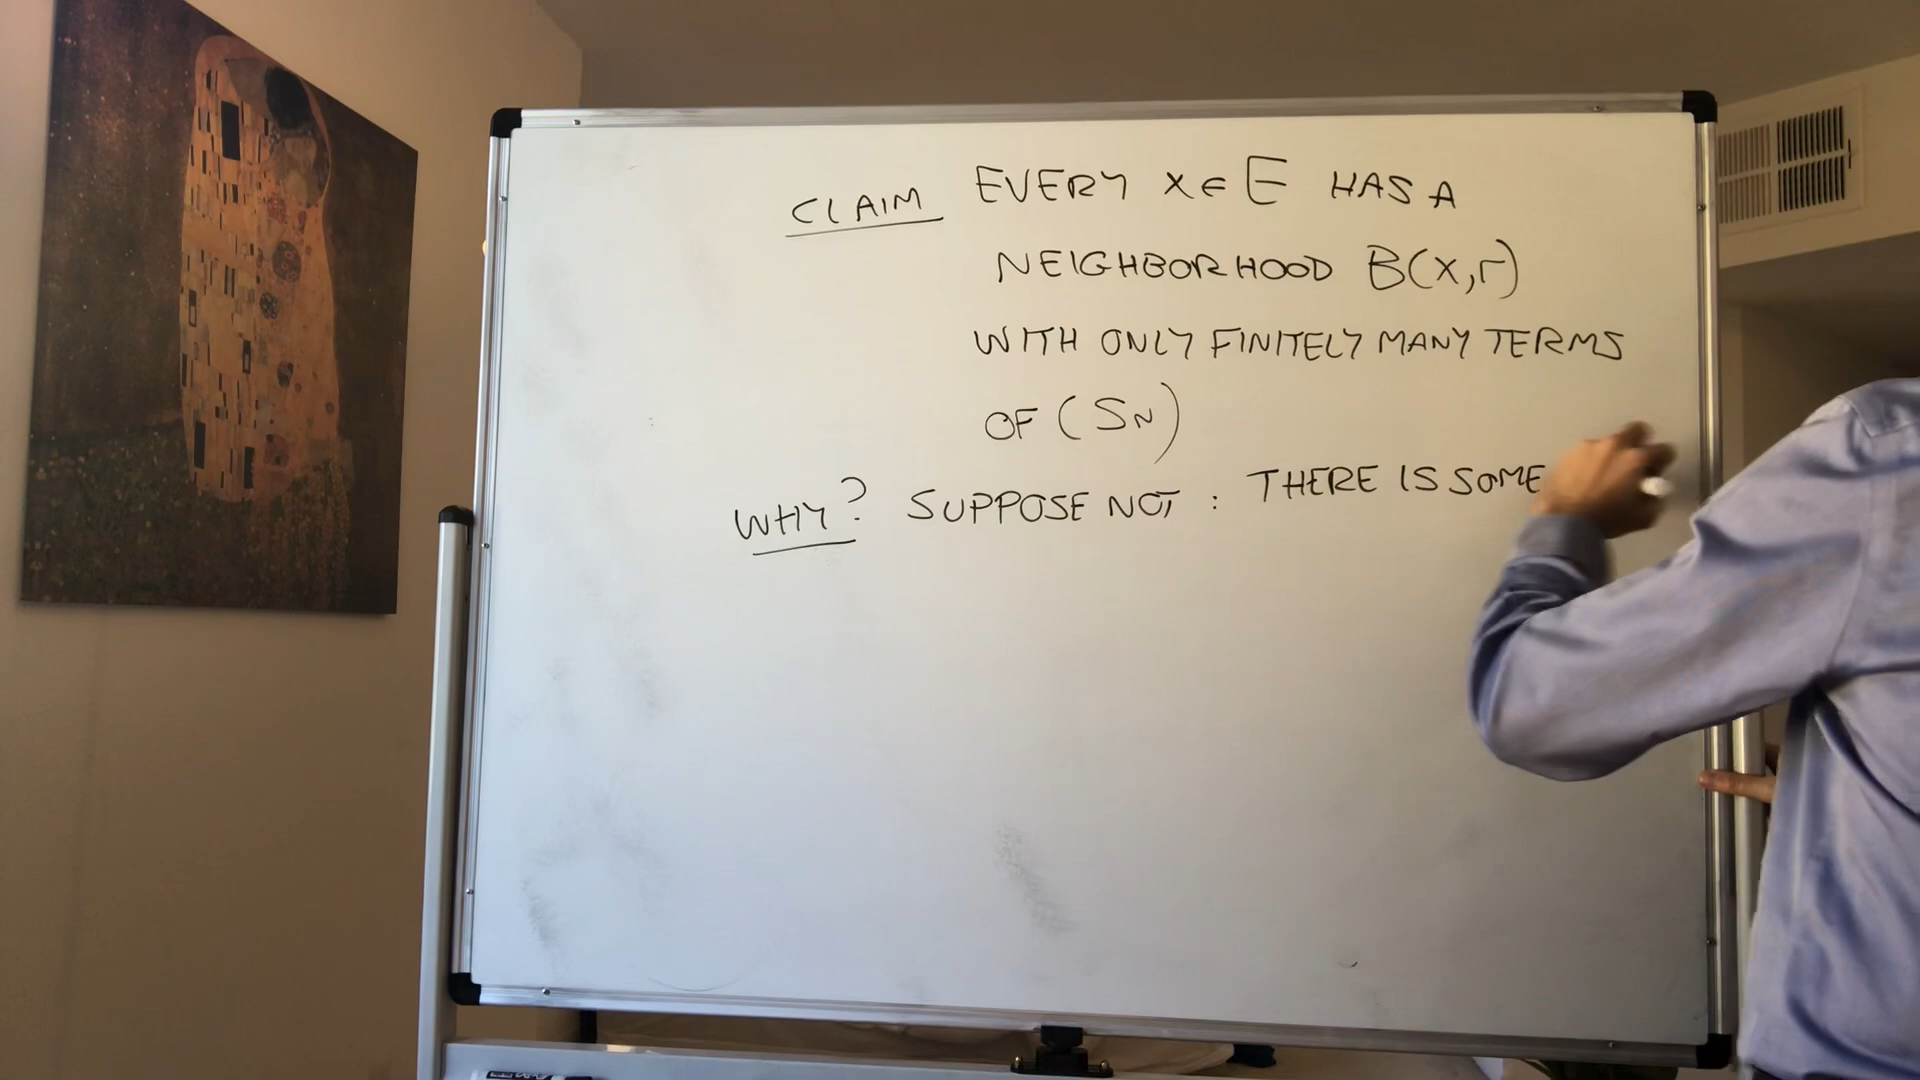 CLAIM EVERY x ∈ E HAS A
NEIGHBORHOOD B(x,r)
WITH ONLY FINITELY MANY TERMS
OF (SN)
WHY? SUPPOSE NOT : THERE IS SOME